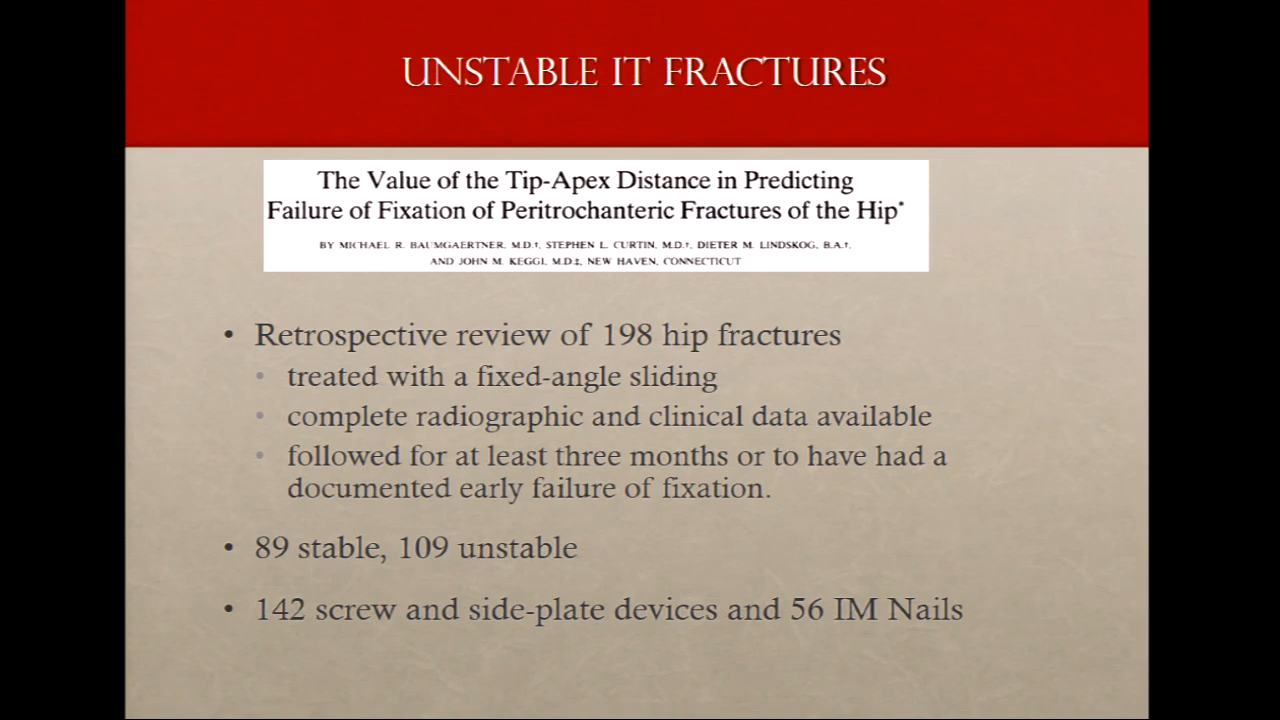 UNSTABLE IT FRACTURES
The Value of the Tip-Apex Distance in Predicting
Failure of Fixation of Peritrochanteric Fractures of the Hip*
BY MICHAEL R. BAUMGAERTNER, M.D.†, STEPHEN L. CURTIN, M.D.†, DIETER M. LINDSKOG, B.A.†,
AND JOHN M. KEGGI, M.D.‡, NEW HAVEN, CONNECTICUT
• Retrospective review of 198 hip fractures
• treated with a fixed-angle sliding
• complete radiographic and clinical data available
• followed for at least three months or to have had a
documented early failure of fixation.
• 89 stable, 109 unstable
• 142 screw and side-plate devices and 56 IM Nails